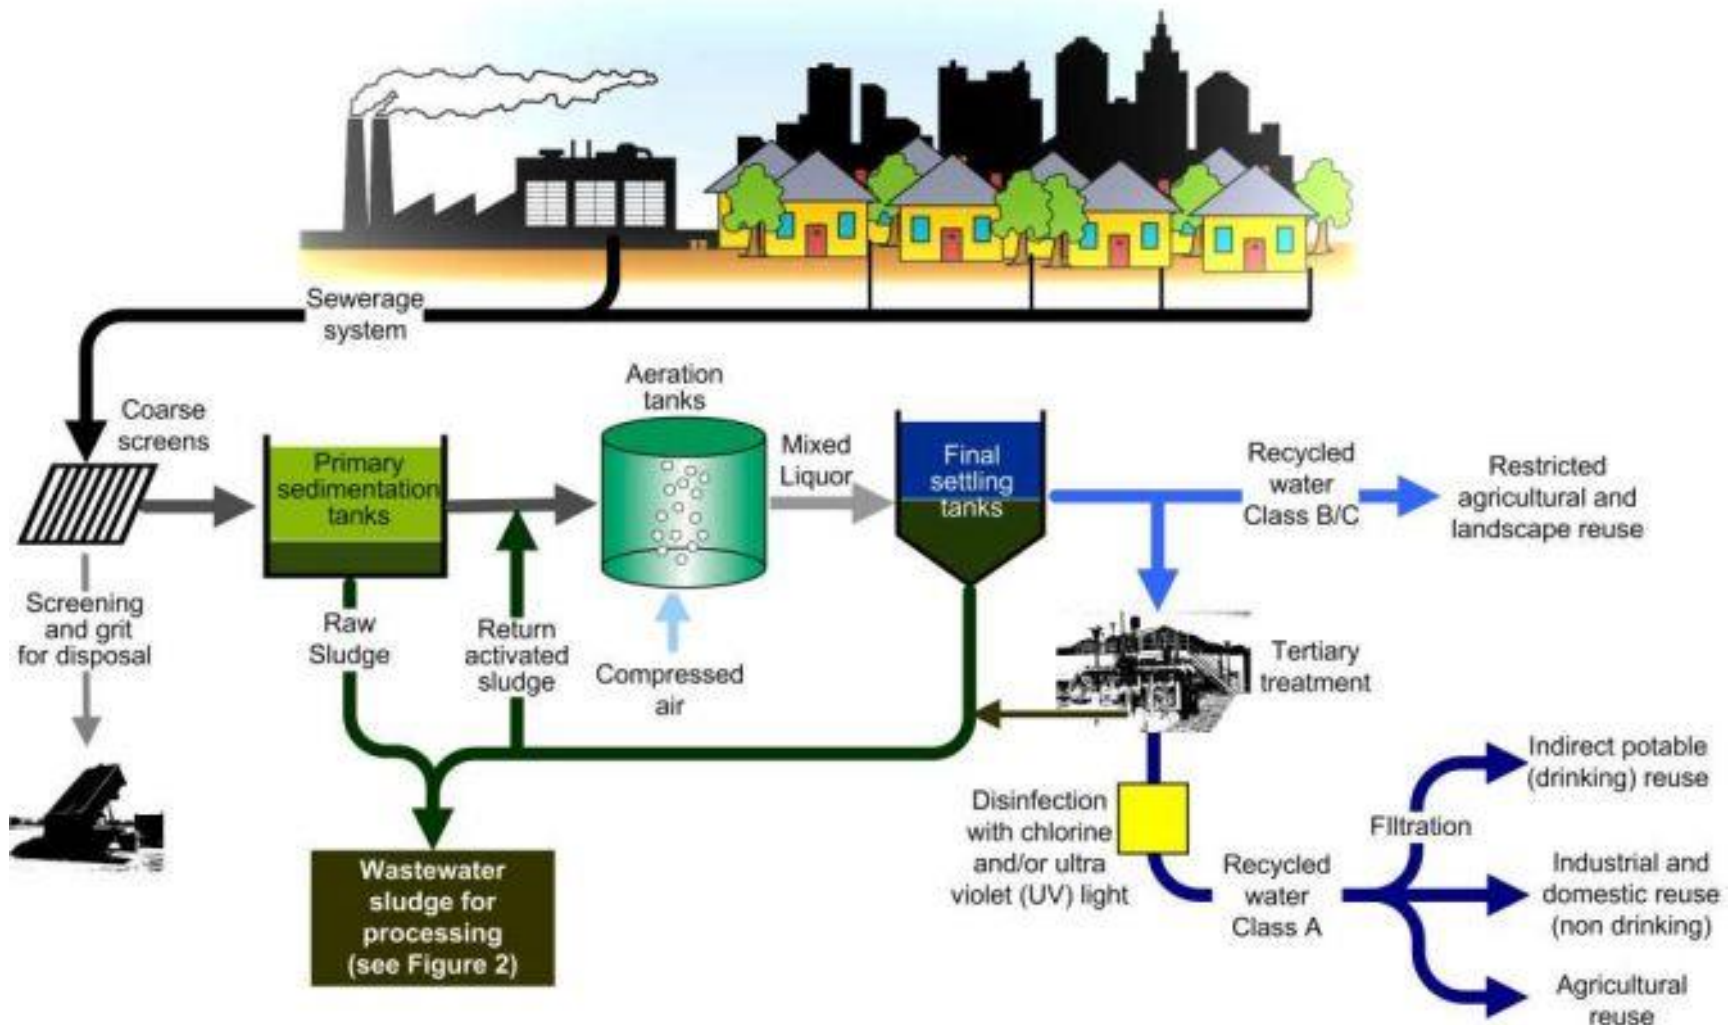 Sewerage
system
Coarse
screens
Aeration
tanks
Primary
sedimentation
tanks
Mixed
Liquor
Final
settling
tanks
Recycled
water
Class B/C
Restricted
agricultural and
landscape reuse
Screening
and grit
for disposal
Raw
Sludge
Return
activated
sludge
Compressed
air
Tertiary
treatment
Wastewater
sludge for
processing
(see Figure 2)
Disinfection
with chlorine
and/or ultra
violet (UV) light
Recycled
water
Class A
FIltration
Indirect potable
(drinking) reuse
Industrial and
domestic reuse
(non drinking)
Agricultural
reuse